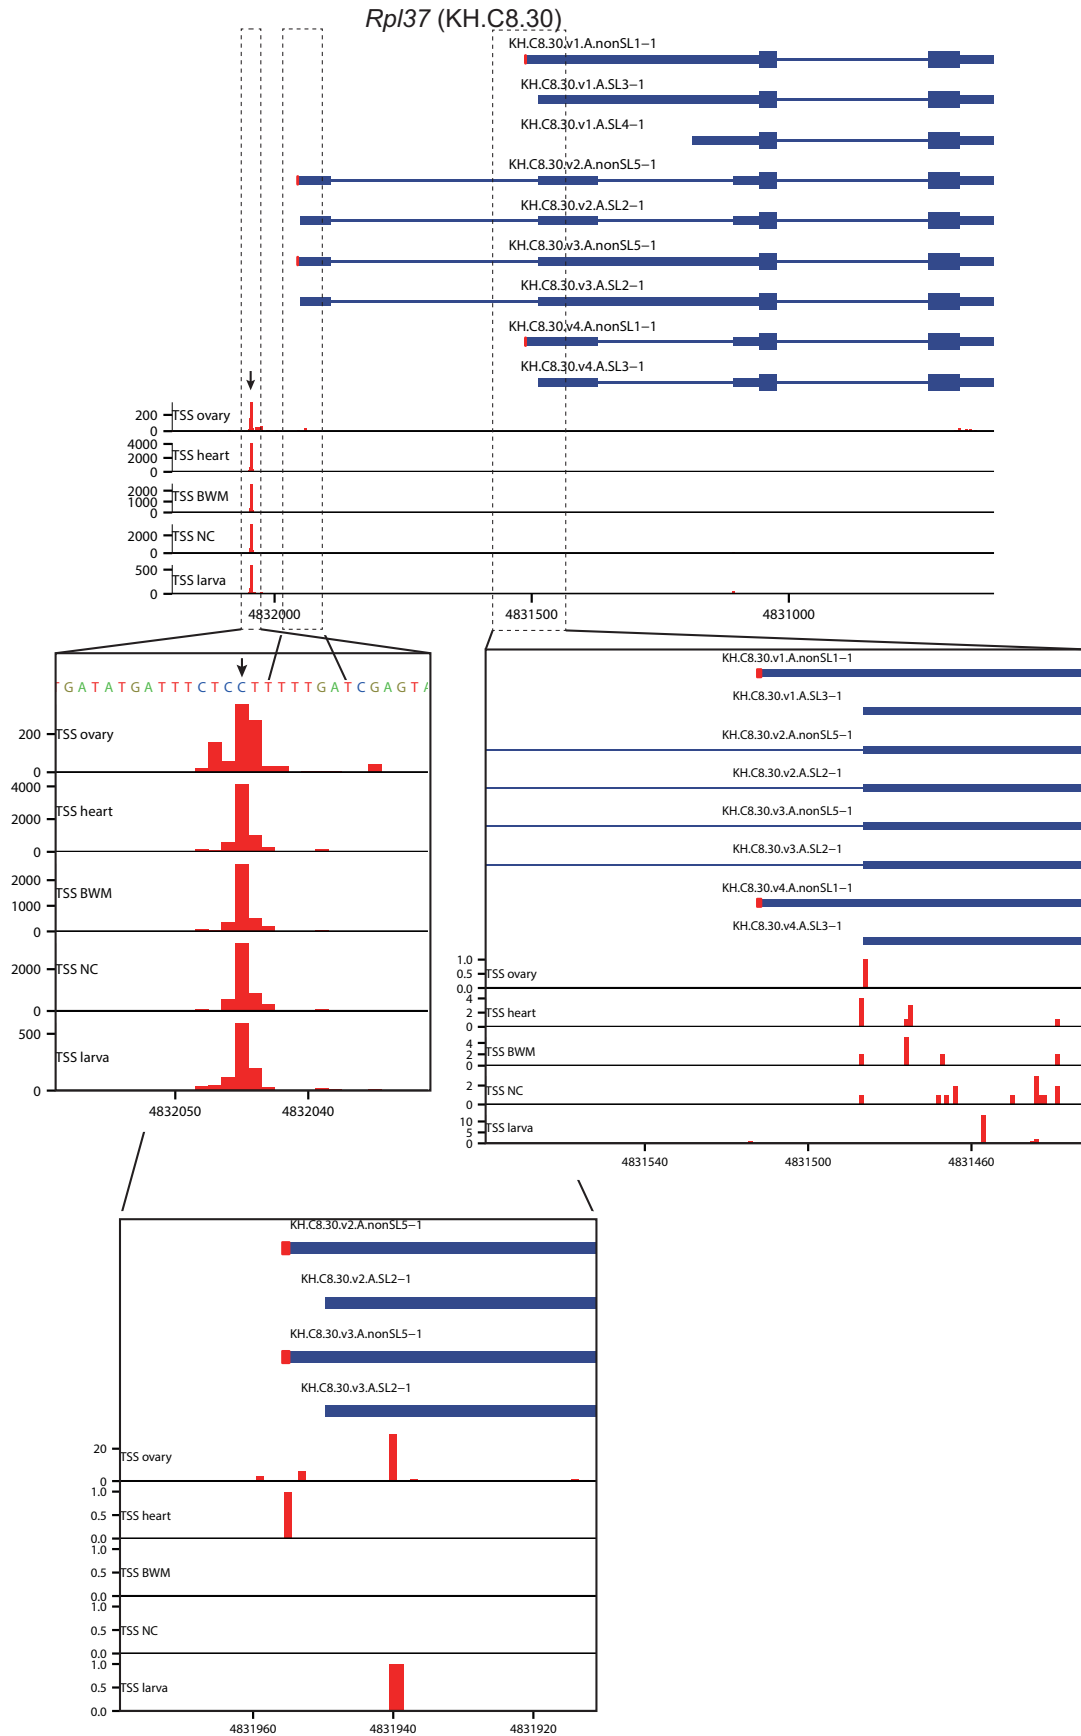 Rpl37 (KH.C8.30)
KH.C8.30.v1.A.nonSL1−1
KH.C8.30.v1.A.SL3−1
KH.C8.30.v1.A.SL4−1
KH.C8.30.v2.A.nonSL5−1
KH.C8.30.v2.A.SL2−1
KH.C8.30.v3.A.nonSL5−1
KH.C8.30.v3.A.SL2−1
KH.C8.30.v4.A.nonSL1−1
KH.C8.30.v4.A.SL3−1
200
0
TSS ovary
4000
2000
0
TSS heart
2000
1000
0
TSS BWM
2000
0
TSS NC
500
0
TSS larva
4832000 4831500 4831000
TGATATGATTTCTCCTTTTTGATCGAGTA
200
0
TSS ovary
4000
2000
0
TSS heart
2000
1000
0
TSS BWM
2000
0
TSS NC
500
0
TSS larva
4832050 4832040
KH.C8.30.v1.A.nonSL1−1
KH.C8.30.v1.A.SL3−1
KH.C8.30.v2.A.nonSL5−1
KH.C8.30.v2.A.SL2−1
KH.C8.30.v3.A.nonSL5−1
KH.C8.30.v3.A.SL2−1
KH.C8.30.v4.A.nonSL1−1
KH.C8.30.v4.A.SL3−1
1.0
0.5
0.0
TSS ovary
4
2
0
TSS heart
4
2
0
TSS BWM
2
0
TSS NC
10
5
0
TSS larva
4831540 4831500 4831460
KH.C8.30.v2.A.nonSL5−1
KH.C8.30.v2.A.SL2−1
KH.C8.30.v3.A.nonSL5−1
KH.C8.30.v3.A.SL2−1
20
0
TSS ovary
1.0
0.5
0.0
TSS heart
1.0
0.5
0.0
TSS BWM
1.0
0.5
0.0
TSS NC
1.0
0.5
0.0
TSS larva
4831960 4831940 4831920